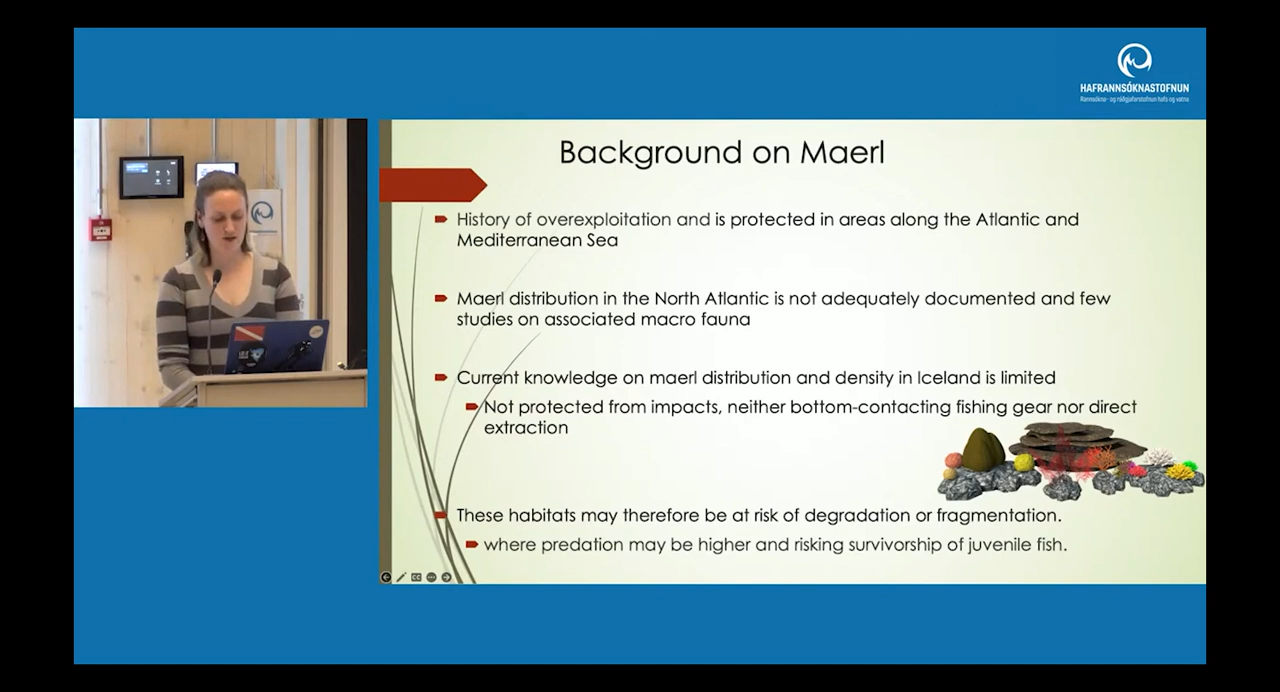 HAFRANNSÓKNASTOFNUN
Rannsókna- og ráðgjafarstofnun hafs og vatna
Background on Maerl
History of overexploitation and is protected in areas along the Atlantic and
Mediterranean Sea
Maerl distribution in the North Atlantic is not adequately documented and few
studies on associated macro fauna
Current knowledge on maerl distribution and density in Iceland is limited
Not protected from impacts, neither bottom-contacting fishing gear nor direct
extraction
These habitats may therefore be at risk of degradation or fragmentation.
where predation may be higher and risking survivorship of juvenile fish.